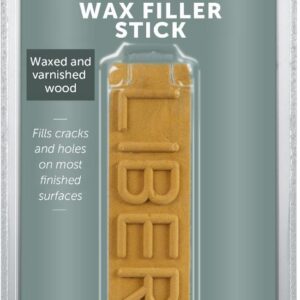 WAX FILLER
STICK
Waxed and
varnished
wood
Fills cracks
and holes
on most
finished
surfaces
LIBER